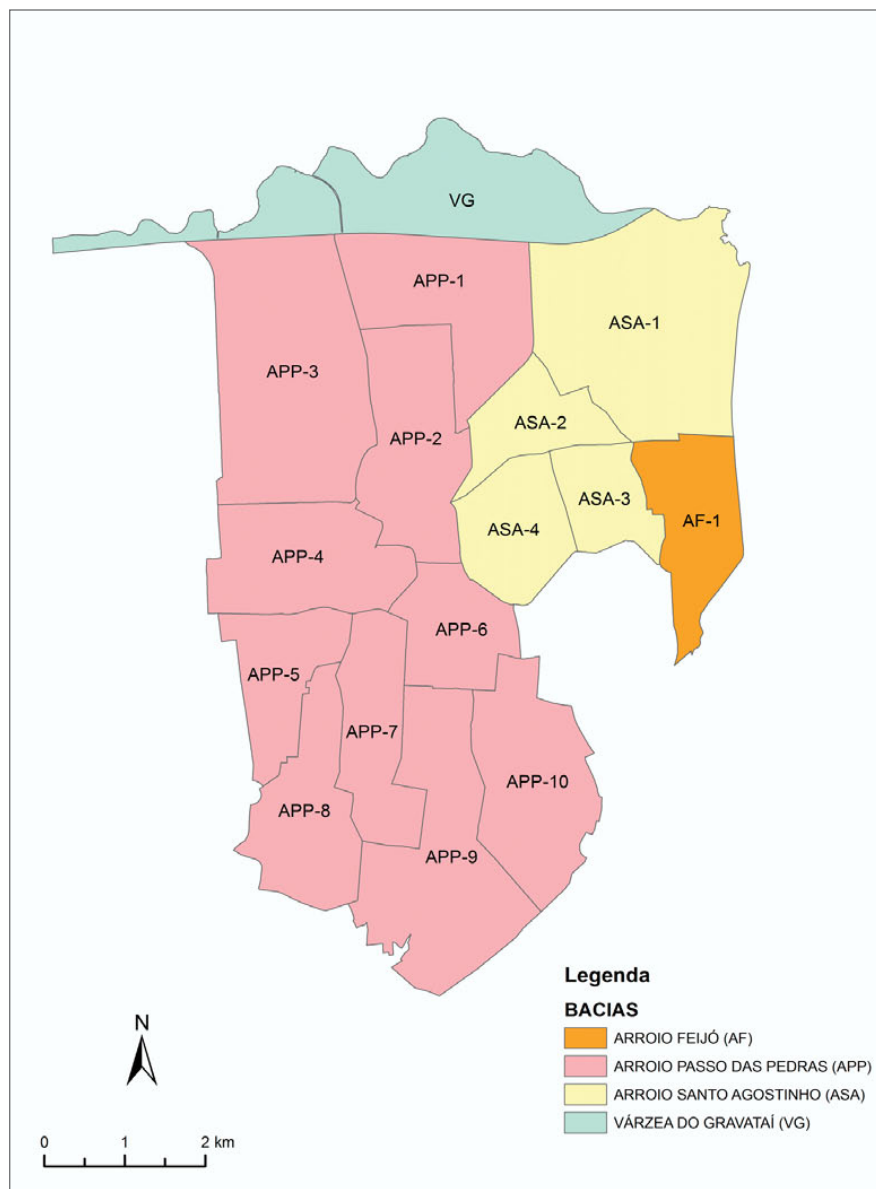 VG
APP-1
ASA-1
APP-3
ASA-2
APP-2
ASA-3
AF-1
ASA-4
APP-4
APP-6
APP-5
APP-7
APP-10
APP-8
APP-9
Legenda
BACIAS
ARROIO FEIJÓ (AF)
ARROIO PASSO DAS PEDRAS (APP)
ARROIO SANTO AGOSTINHO (ASA)
VÁRZEA DO GRAVATAÍ (VG)
N
0 1 2 km